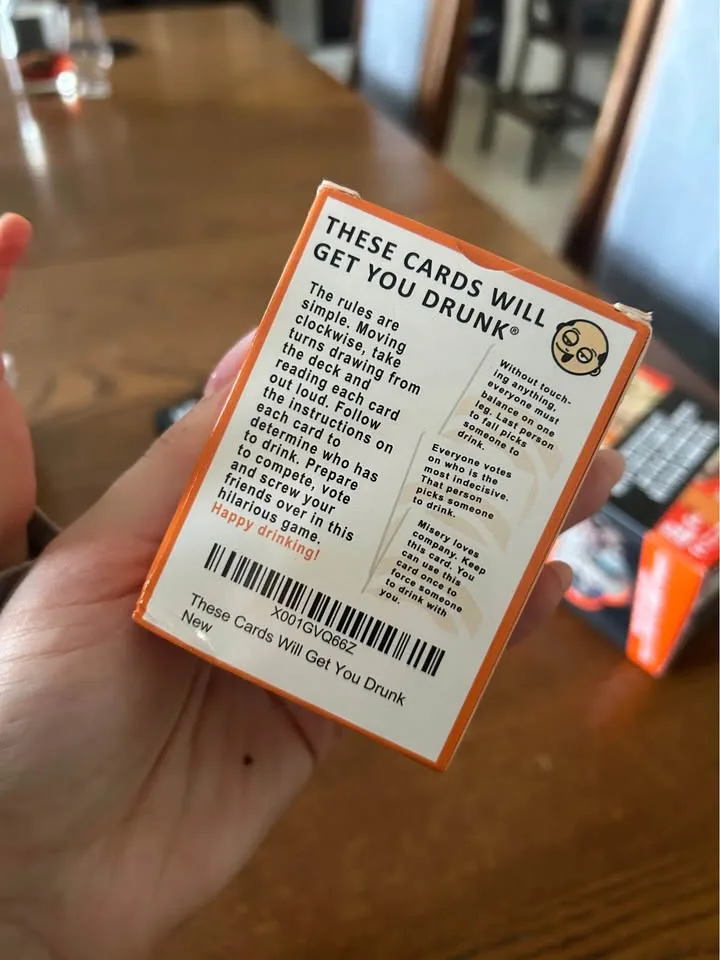 THESE CARDS WILL
GET YOU DRUNK®
The rules are
simple. Moving
clockwise, take
turns drawing from
the deck and
reading each card
out loud. Follow
the instructions on
each card to
determine who has
to drink. Prepare
to compete, vote
and screw your
friends over in this
hilarious game.
Happy drinking!
Without touch-
ing anything,
everyone must
balance on one
leg. Last person
to fall picks
someone to
drink.
Everyone votes
on who is the
most indecisive.
That person
picks someone
to drink.
Misery loves
company. Keep
this card. You
can use this
card once to
force someone
to drink with
you.
X001GVQ66Z
These Cards Will Get You Drunk
New